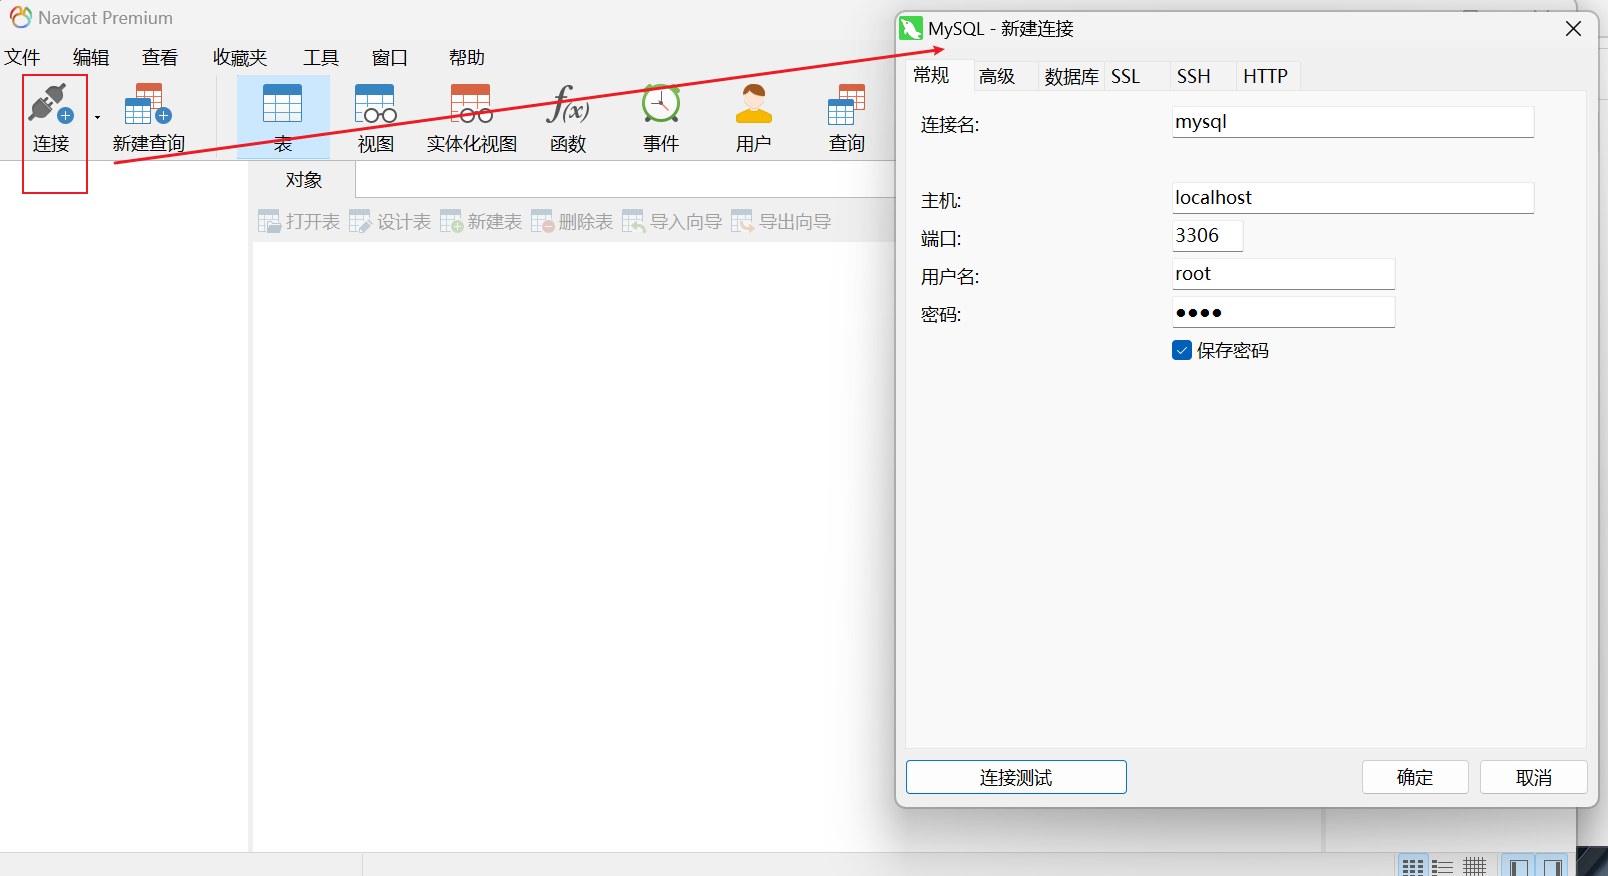 Navicat Premium
文件 编辑 查看 收藏夹 工具 窗口 帮助
连接 新建查询 表 视图 实体化视图 函数 事件 用户 查询
对象
打开表 设计表 新建表 删除表 导入向导 导出向导
MySQL - 新建连接
常规 高级 数据库 SSL SSH HTTP
连接名: mysql
主机: localhost
端口: 3306
用户名: root
密码: ●●●●
保存密码
连接测试 确定 取消